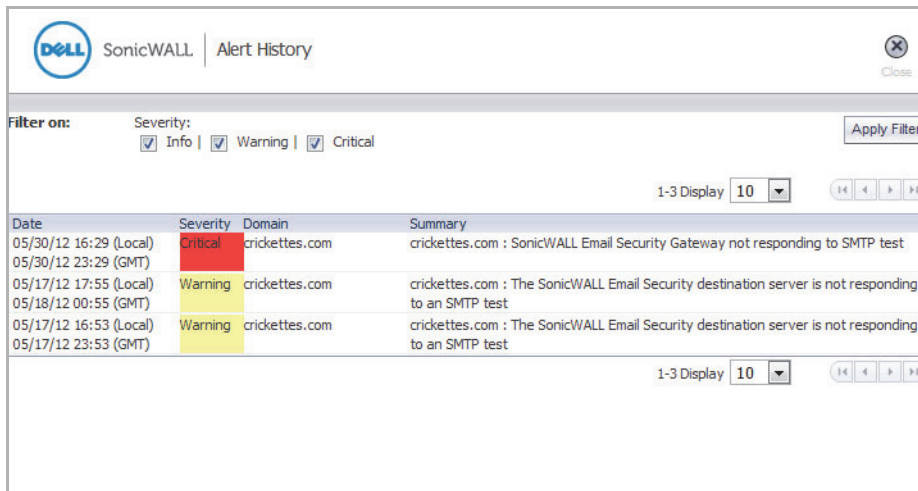 DELL SonicWALL | Alert History
Close
Filter on: Severity:
Info | Warning | Critical
Apply Filter
1-3 Display 10
Date Severity Domain Summary
05/30/12 16:29 (Local) Critical crickettes.com crickettes.com : SonicWALL Email Security Gateway not responding to SMTP test
05/30/12 23:29 (GMT)
05/17/12 17:55 (Local) Warning crickettes.com crickettes.com : The SonicWALL Email Security destination server is not responding
05/18/12 00:55 (GMT) to an SMTP test
05/17/12 16:53 (Local) Warning crickettes.com crickettes.com : The SonicWALL Email Security destination server is not responding
05/17/12 23:53 (GMT) to an SMTP test
1-3 Display 10